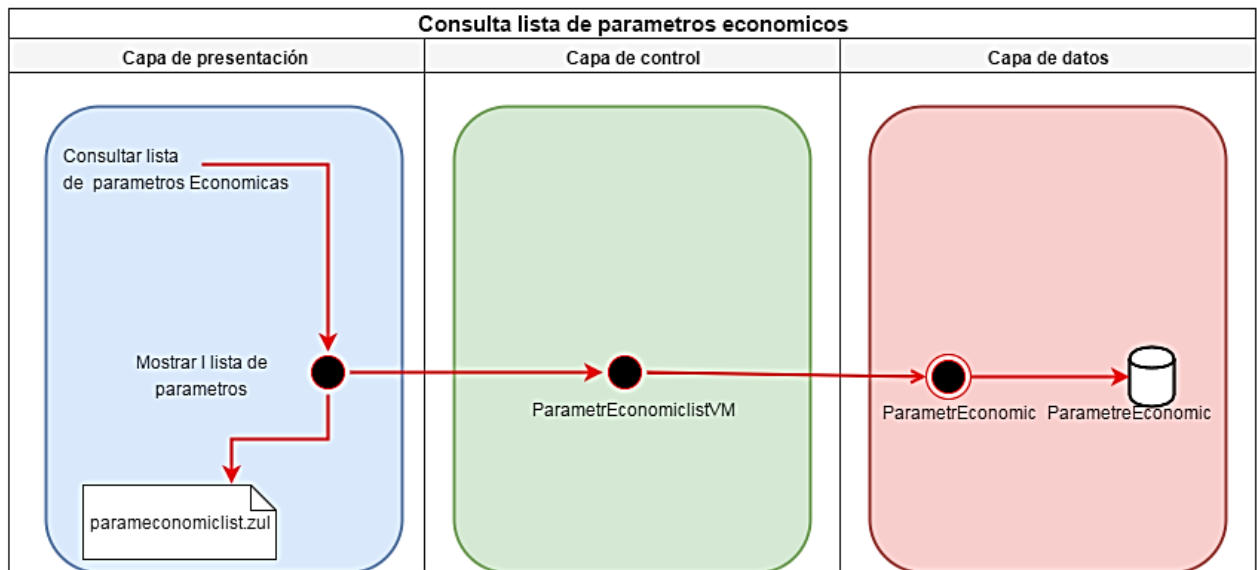 Consulta lista de parametros economicos
Capa de presentación
Capa de control
Capa de datos
Consultar lista
de parametros Economicas
Mostrar l lista de
parametros
ParametrEconomiclistVM
ParametrEconomic
ParametreEconomic
parameconomiclist.zul